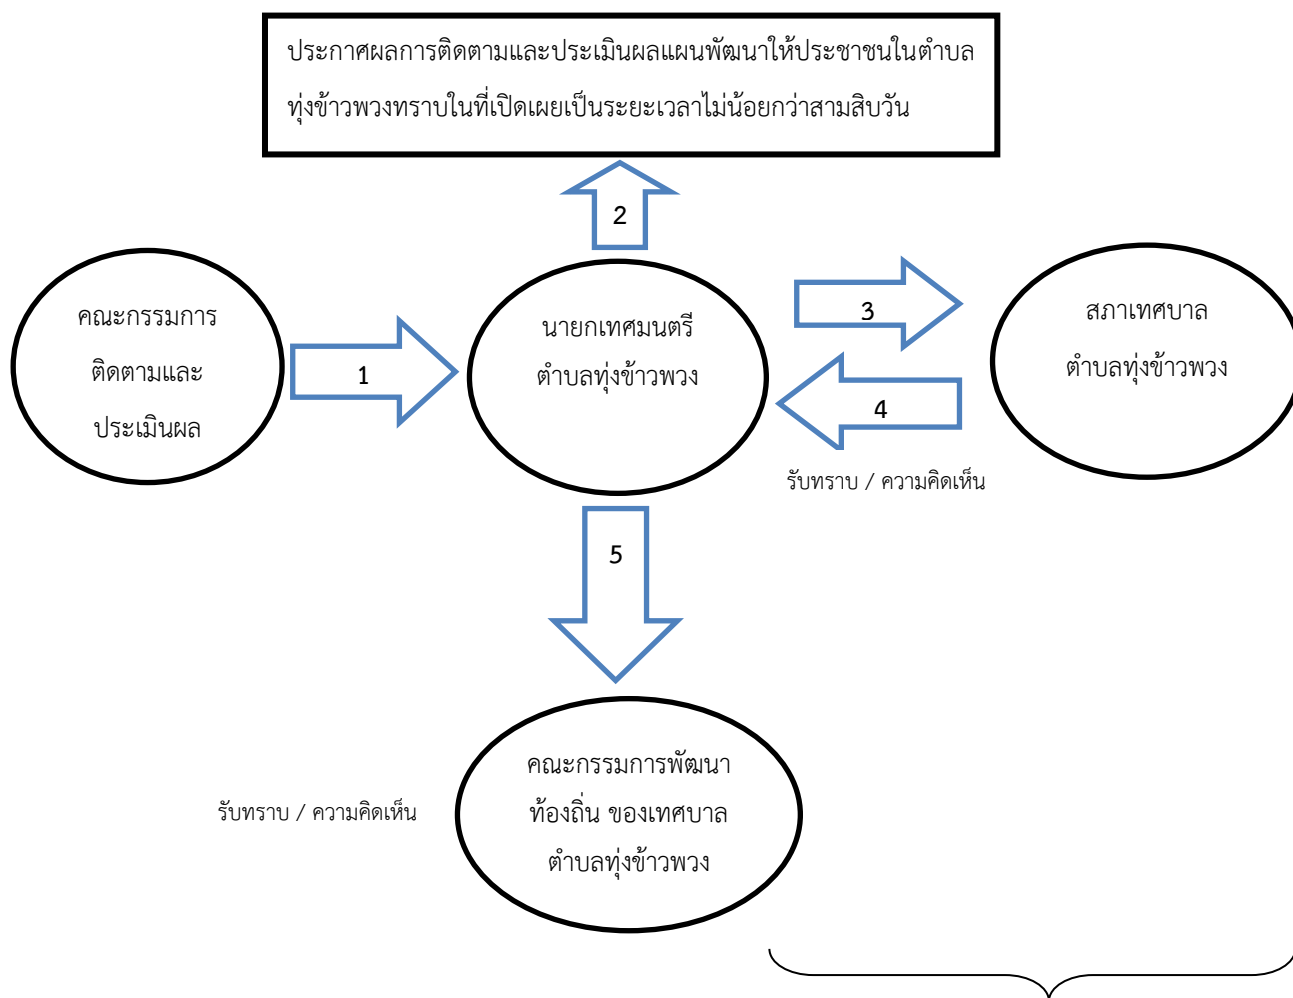 ประกาศผลการติดตามและประเมินผลแผนพัฒนาให้ประชาชนในตำบล
ทุ่งข้าวพวงทราบในที่เปิดเผยเป็นระยะเวลาไม่น้อยกว่าสามสิบวัน
2
คณะกรรมการ
ติดตามและ
ประเมินผล
1
นายกเทศมนตรี
ตำบลทุ่งข้าวพวง
3
4
รับทราบ / ความคิดเห็น
สภาเทศบาล
ตำบลทุ่งข้าวพวง
5
รับทราบ / ความคิดเห็น
คณะกรรมการพัฒนา
ท้องถิ่น ของเทศบาล
ตำบลทุ่งข้าวพวง